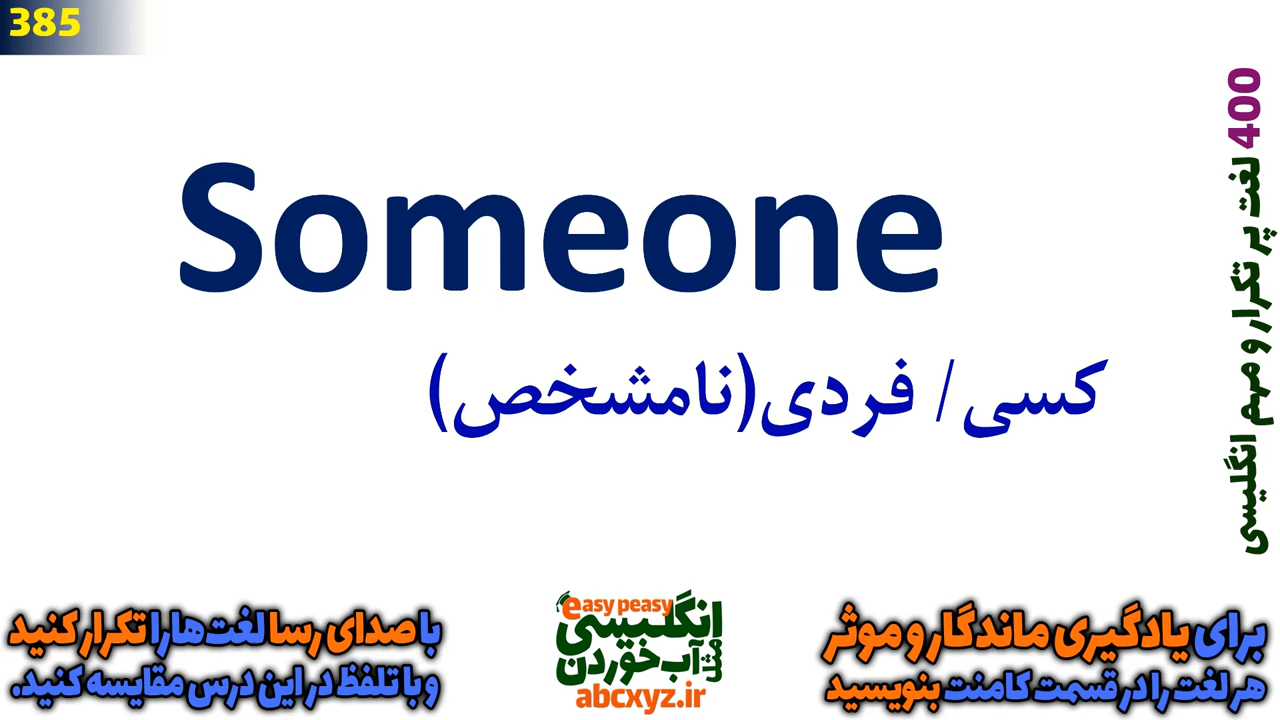 385
Someone
کسی / فردی(نامشخص)
400 لغت پر تکرار و مهم انگلیسی
با صدای رسا لغت‌ها را تکرار کنید
و با تلفظ در این درس مقایسه کنید.
easy peasy
انگلیسی
مثل آب خوردن
abcxyz.ir
برای یادگیری ماندگار و موثر
هر لغت را در قسمت کامنت بنویسید